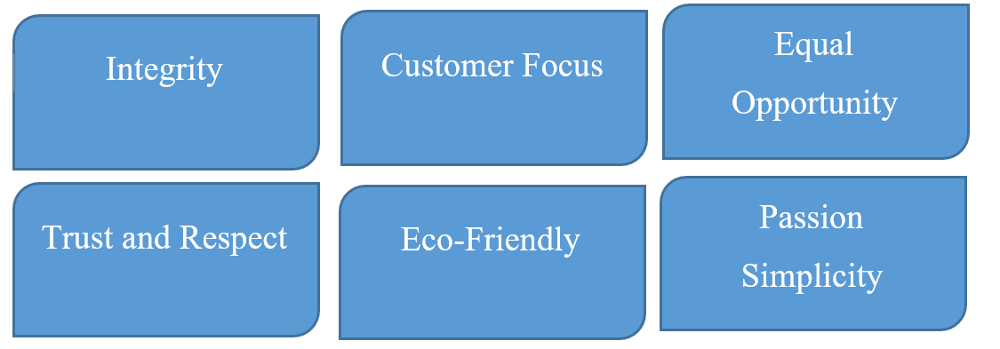 Integrity
Customer Focus
Equal
Opportunity
Trust and Respect
Eco-Friendly
Passion
Simplicity